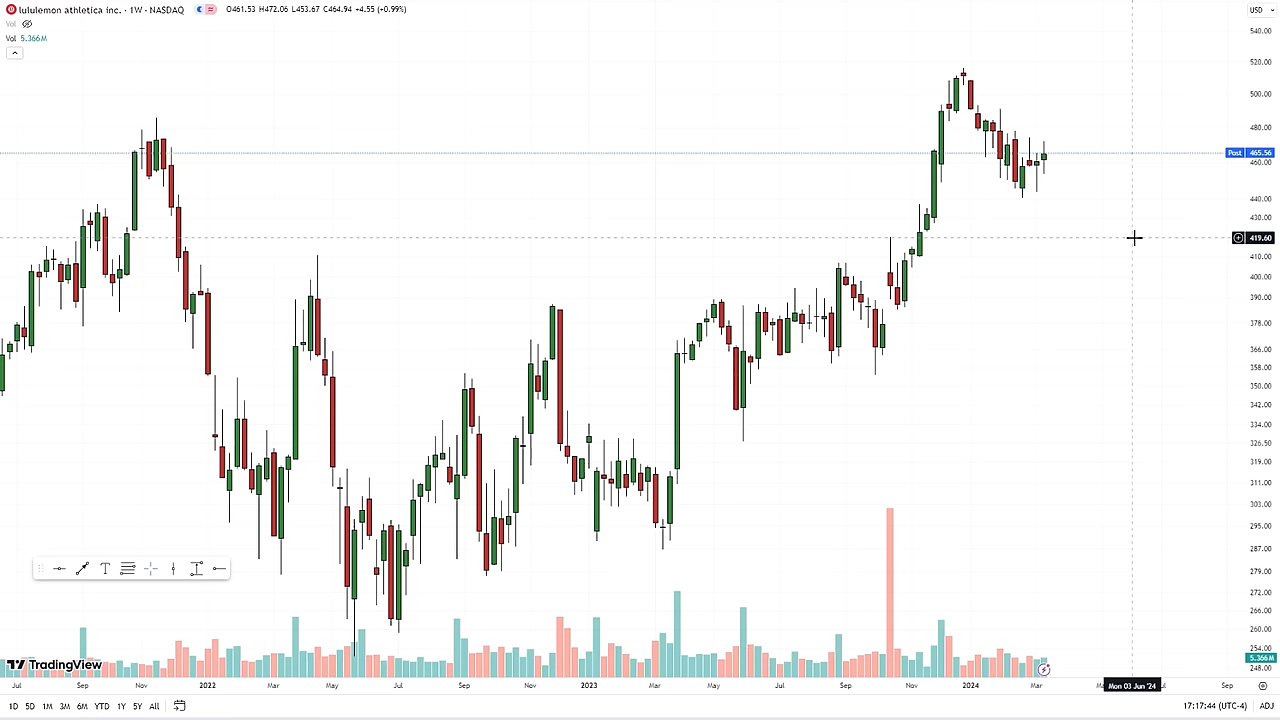 lululemon athletica inc. · 1W · NASDAQ O461.53 H472.06 L453.67 C464.94 +4.55 (+0.99%)
USD
Vol
Vol 5.366M
540.00
520.00
500.00
480.00
Post 465.56
460.00
440.00
430.00
419.60
410.00
400.00
390.00
378.00
366.00
358.00
350.00
342.00
334.00
326.50
319.00
311.00
303.00
295.00
287.00
279.00
272.00
266.00
260.00
254.00
5.366M
248.00
TradingView
Jul Sep Nov 2022 Mar May Jul Sep Nov 2023 Mar May Jul Sep Nov 2024 Mar Mon 03 Jun '24 Sep
1D 5D 1M 3M 6M YTD 1Y 5Y All
17:17:44 (UTC-4) ADJ